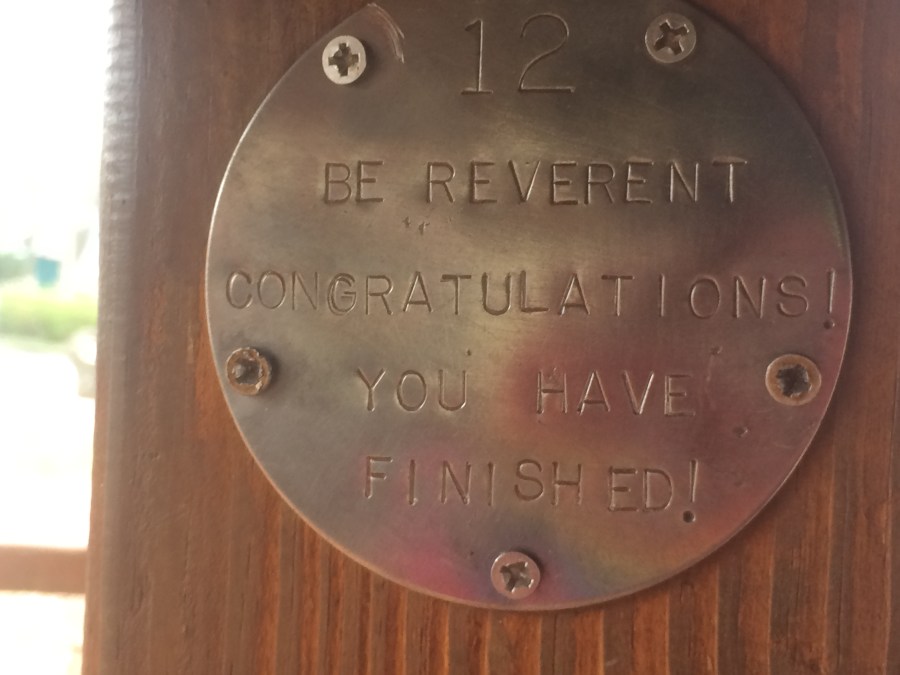 12
BE REVERENT
CONGRATULATIONS!
YOU HAVE
FINISHED!